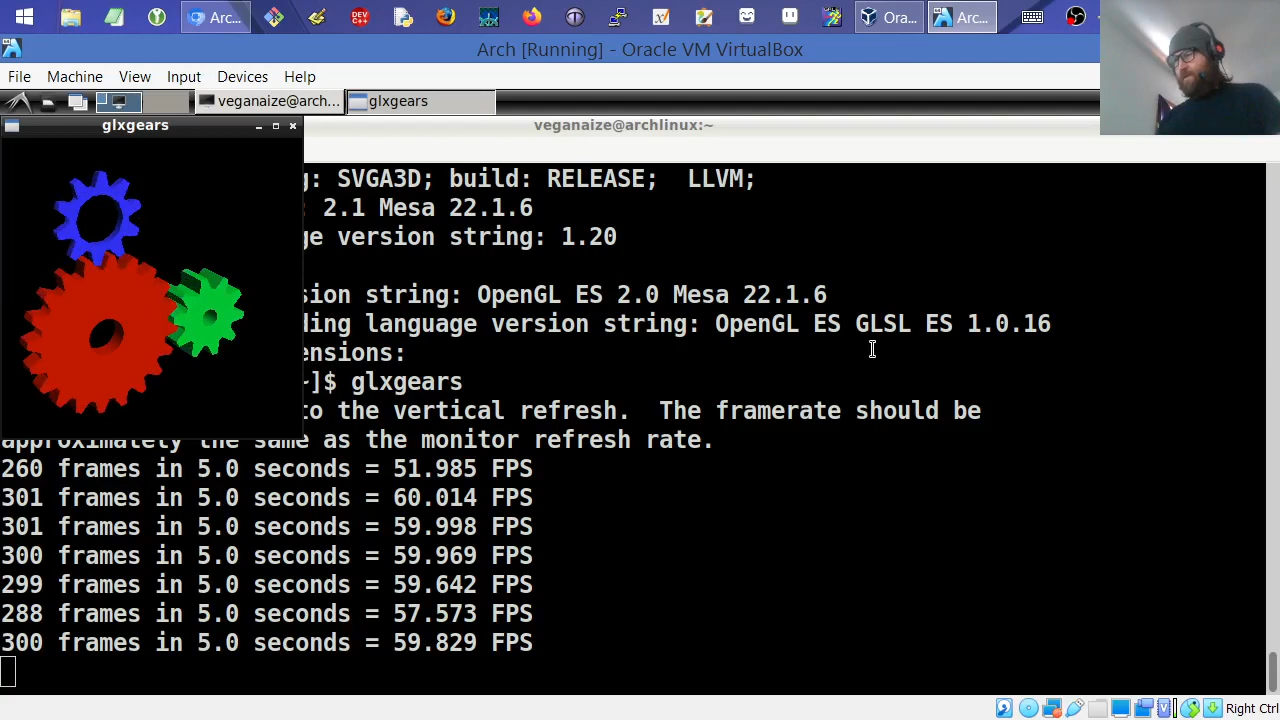 Arc...
DEV C++
Ora...
Arc...
Arch [Running] - Oracle VM VirtualBox
File Machine View Input Devices Help
veganaize@arch... glxgears
glxgears
veganaize@archlinux:~
: SVGA3D; build: RELEASE;  LLVM;
2.1 Mesa 22.1.6
version string: 1.20
string: OpenGL ES 2.0 Mesa 22.1.6
language version string: OpenGL ES GLSL ES 1.0.16
~]$ glxgears
to the vertical refresh.  The framerate should be
approximately the same as the monitor refresh rate.
260 frames in 5.0 seconds = 51.985 FPS
301 frames in 5.0 seconds = 60.014 FPS
301 frames in 5.0 seconds = 59.998 FPS
300 frames in 5.0 seconds = 59.969 FPS
299 frames in 5.0 seconds = 59.642 FPS
288 frames in 5.0 seconds = 57.573 FPS
300 frames in 5.0 seconds = 59.829 FPS
Right Ctrl